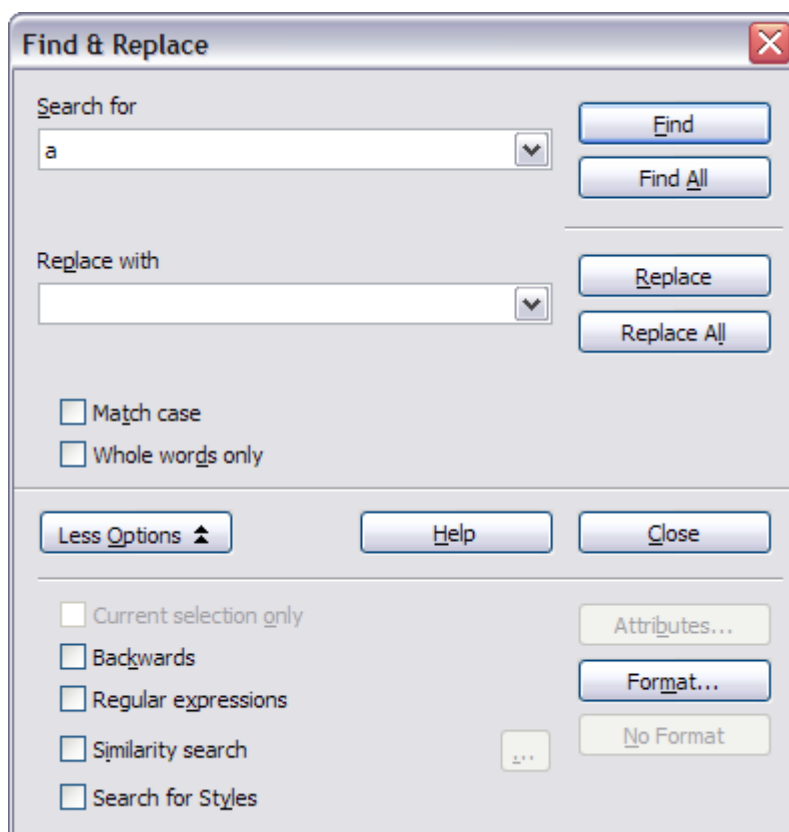 Find & Replace
Search for
a
Find
Find All
Replace with
Replace
Replace All
Match case
Whole words only
Less Options
Help
Close
Current selection only
Attributes...
Backwards
Format...
Regular expressions
No Format
Similarity search
...
Search for Styles